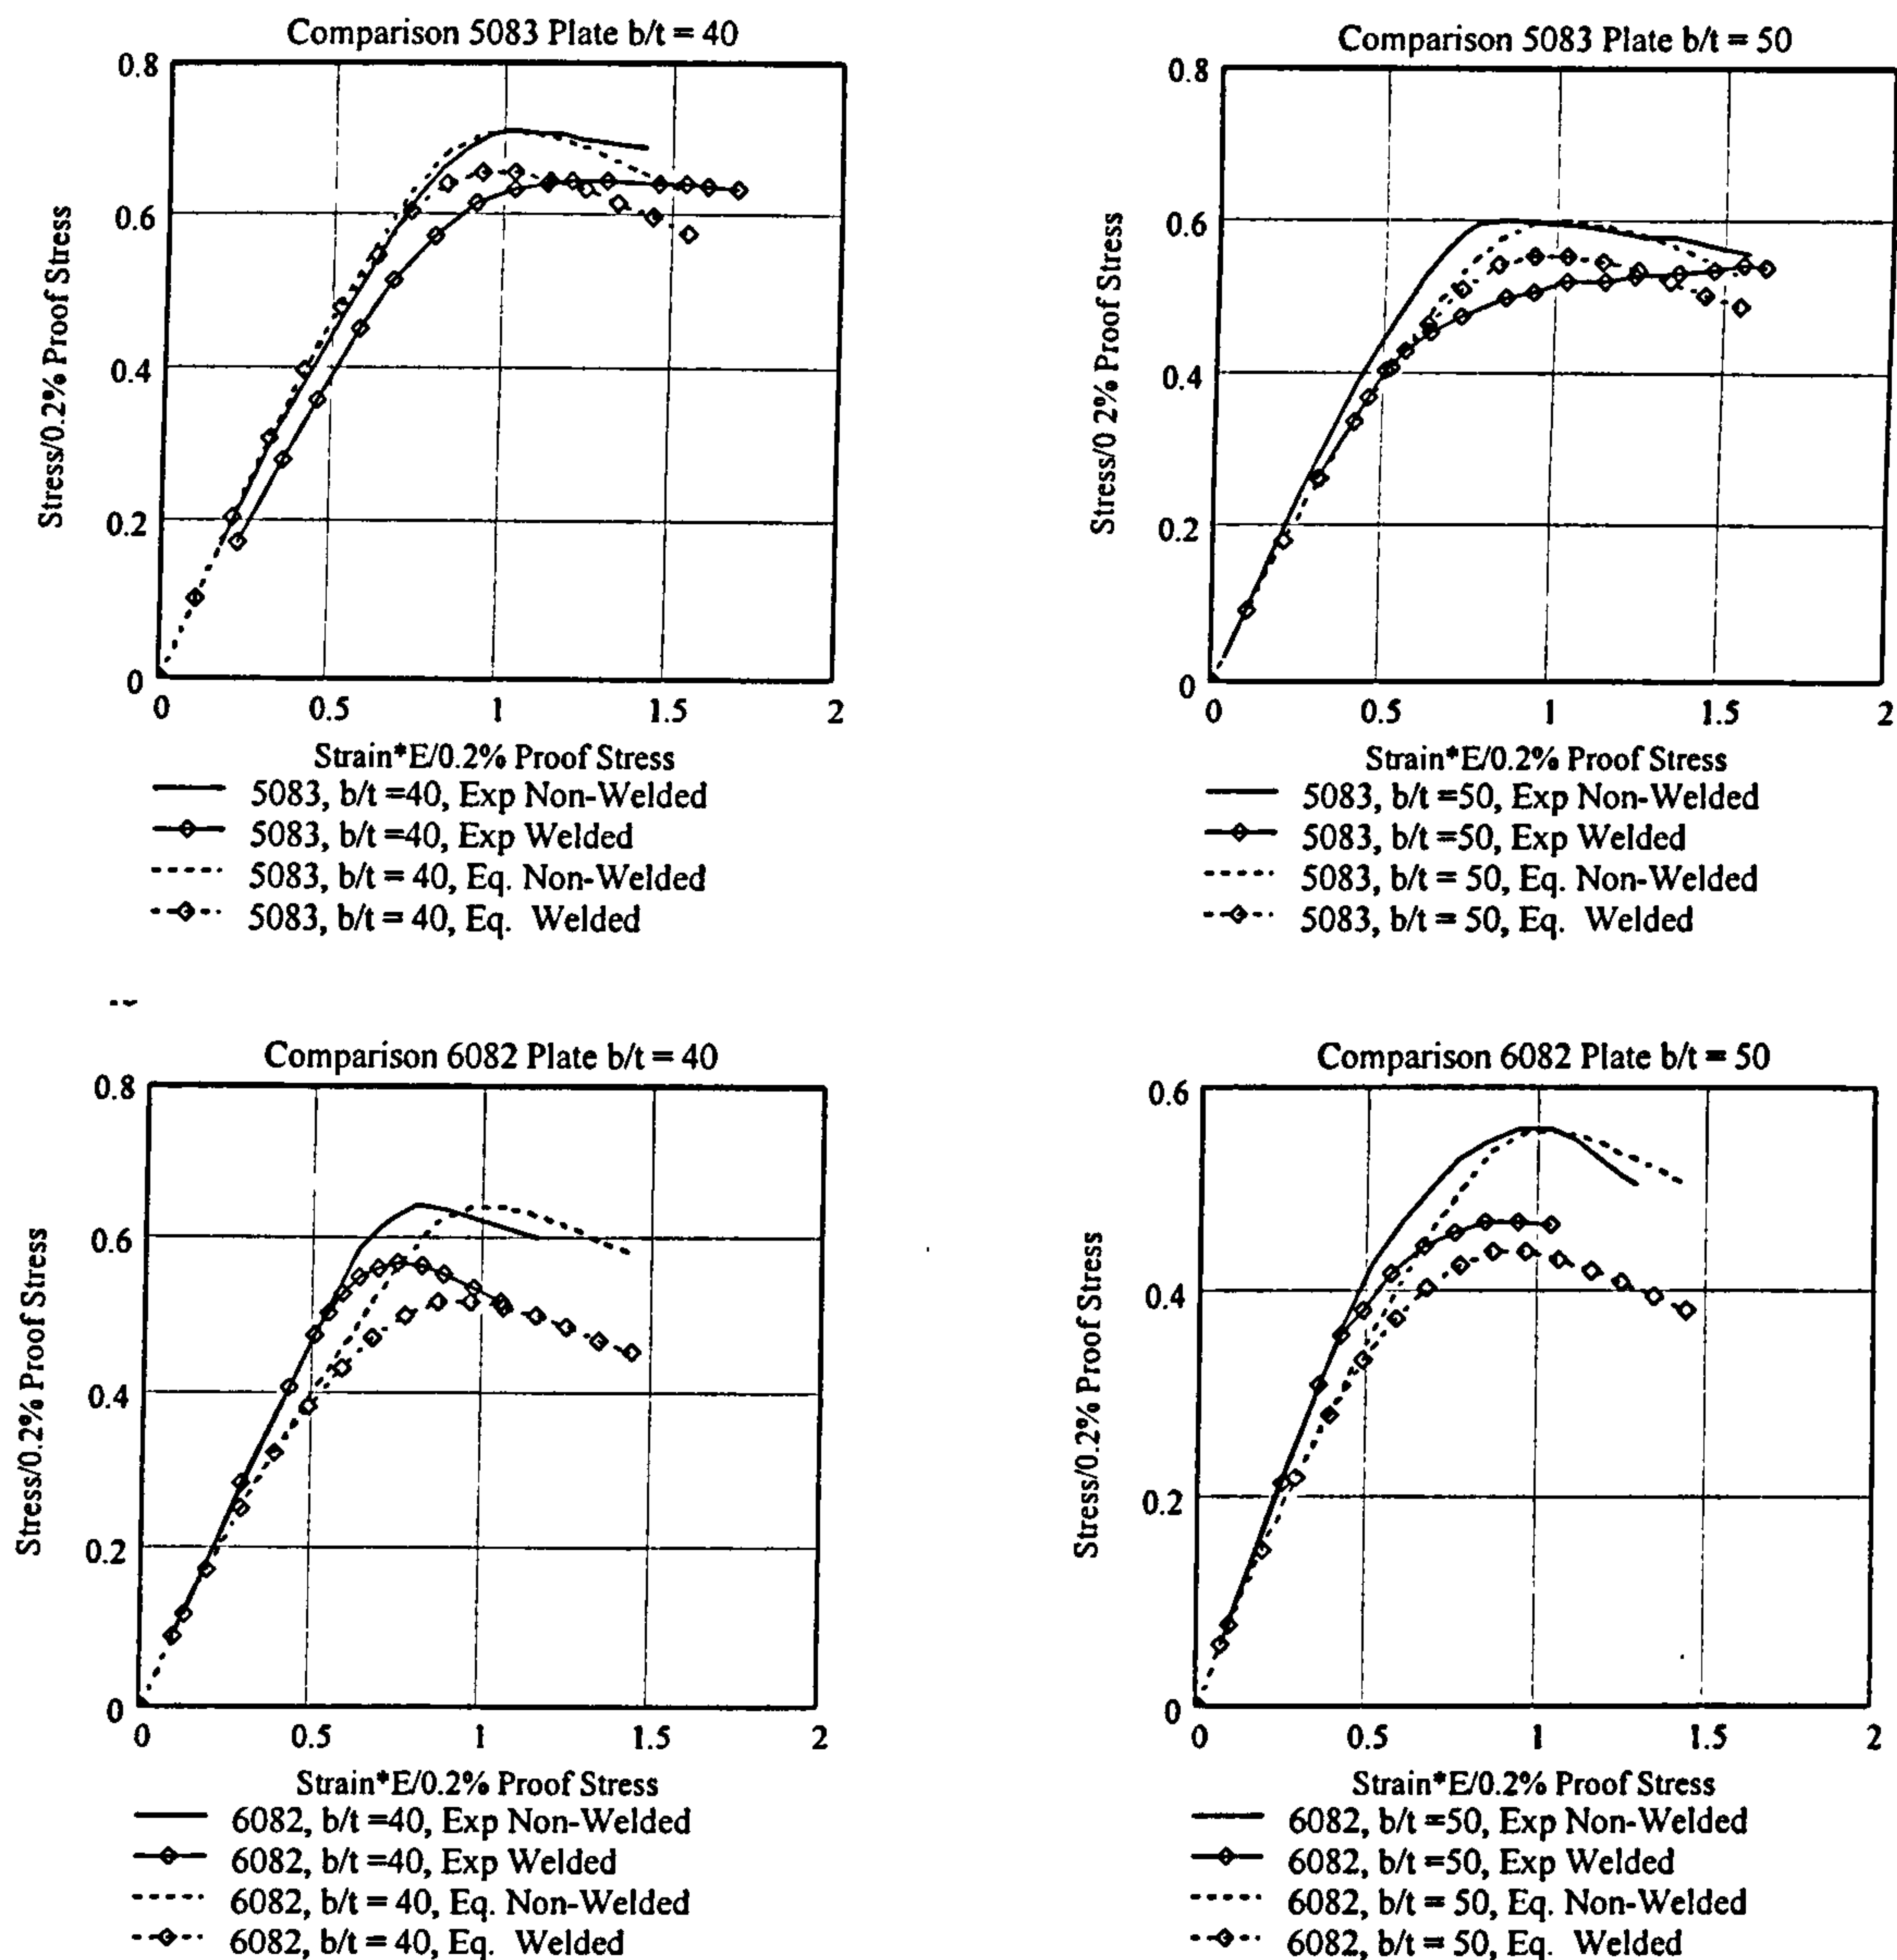 Comparison 5083 Plate b/t = 40
0.8
0.6
0.4
0.2
0
0 0.5 1 1.5 2
Stress/0.2% Proof Stress
Strain*E/0.2% Proof Stress
5083, b/t =40, Exp Non-Welded
5083, b/t =40, Exp Welded
5083, b/t = 40, Eq. Non-Welded
5083, b/t = 40, Eq. Welded
Comparison 5083 Plate b/t = 50
0.8
0.6
0.4
0.2
0
0 0.5 1 1.5 2
Stress/0 2% Proof Stress
Strain*E/0.2% Proof Stress
5083, b/t =50, Exp Non-Welded
5083, b/t =50, Exp Welded
5083, b/t = 50, Eq. Non-Welded
5083, b/t = 50, Eq. Welded
Comparison 6082 Plate b/t = 40
0.8
0.6
0.4
0.2
0
0 0.5 1 1.5 2
Stress/0.2% Proof Stress
Strain*E/0.2% Proof Stress
6082, b/t =40, Exp Non-Welded
6082, b/t =40, Exp Welded
6082, b/t = 40, Eq. Non-Welded
6082, b/t = 40, Eq. Welded
Comparison 6082 Plate b/t = 50
0.6
0.4
0.2
0
0 0.5 1 1.5 2
Stress/0.2% Proof Stress
Strain*E/0.2% Proof Stress
6082, b/t =50, Exp Non-Welded
6082, b/t =50, Exp Welded
6082, b/t = 50, Eq. Non-Welded
6082, b/t = 50, Eq. Welded